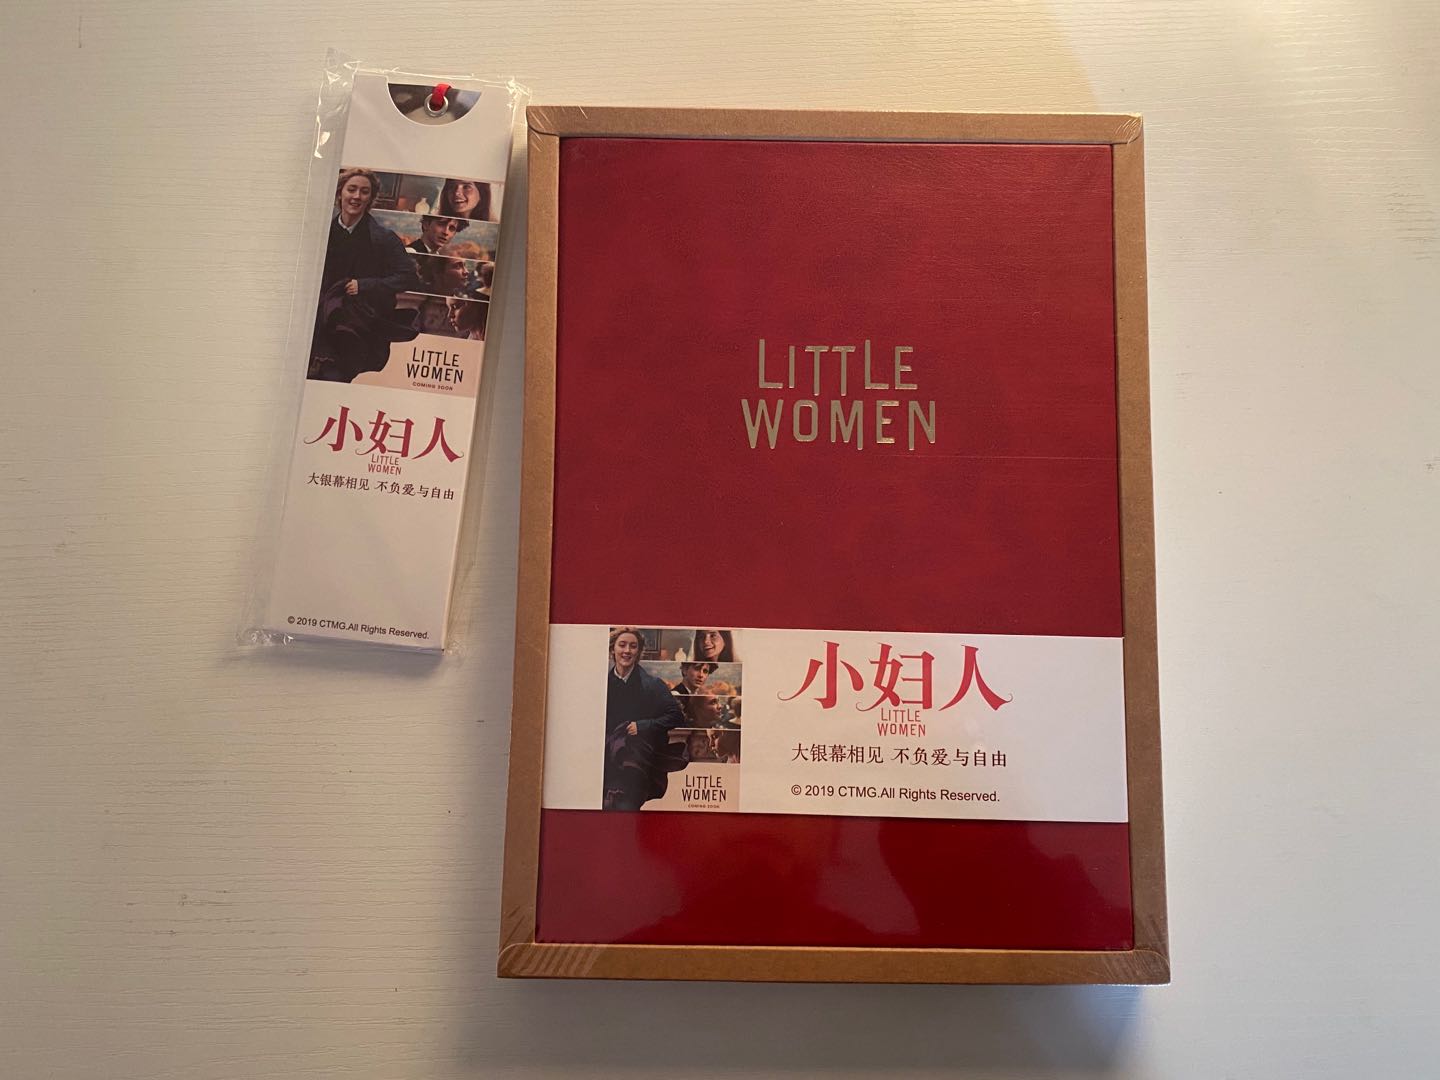 LITTLE
WOMEN
COMING SOON
小妇人
LITTLE
WOMEN
大银幕相见 不负爱与自由
© 2019 CTMG.All Rights Reserved.
LITTLE
WOMEN
LITTLE
WOMEN
COMING SOON
小妇人
LITTLE
WOMEN
大银幕相见 不负爱与自由
© 2019 CTMG.All Rights Reserved.